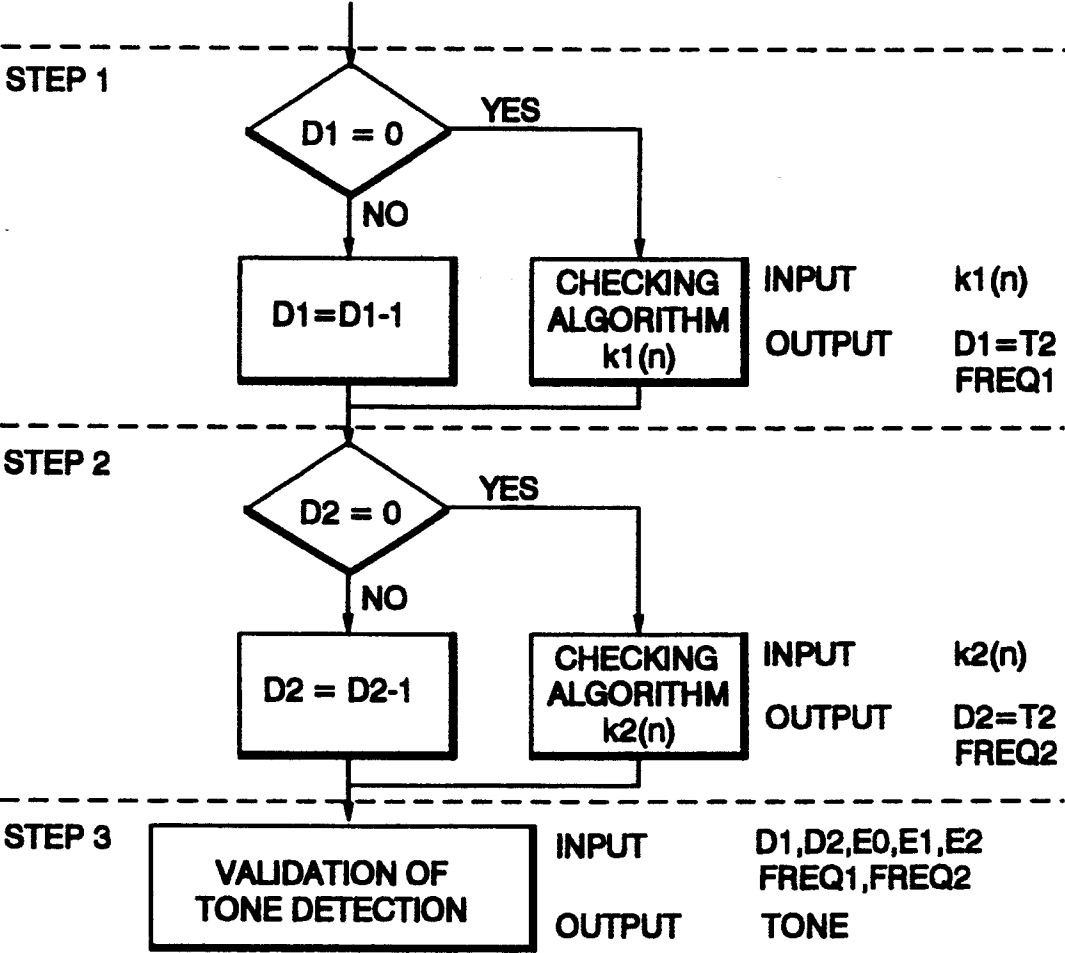 STEP 1
D1 = 0
YES
NO
D1=D1-1
CHECKING
ALGORITHM
k1(n)
INPUT k1(n)
OUTPUT D1=T2
FREQ1
STEP 2
D2 = 0
YES
NO
D2 = D2-1
CHECKING
ALGORITHM
k2(n)
INPUT k2(n)
OUTPUT D2=T2
FREQ2
STEP 3
VALIDATION OF
TONE DETECTION
INPUT D1,D2,E0,E1,E2
FREQ1,FREQ2
OUTPUT TONE